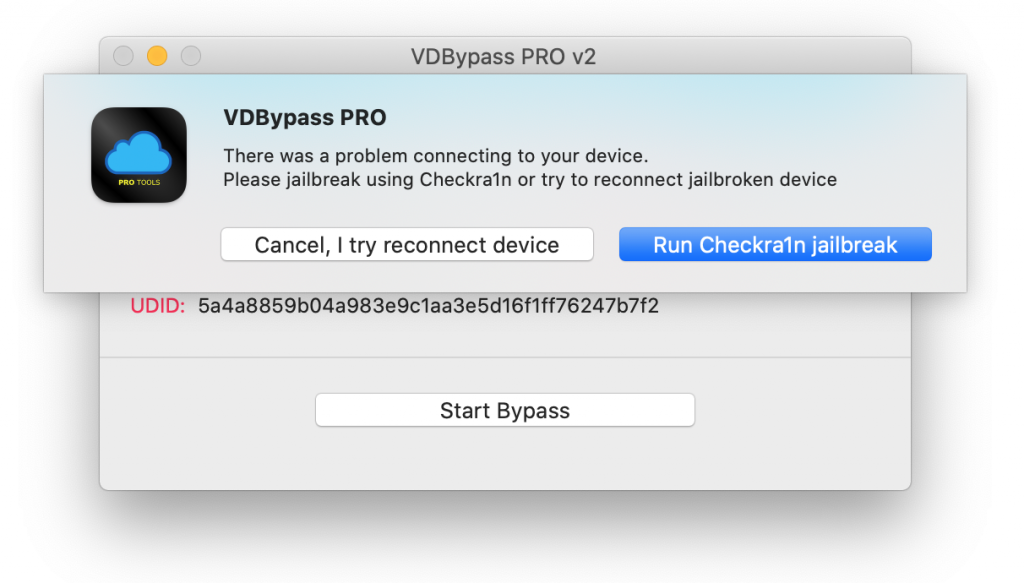 VDBypass PRO v2
VDBypass PRO
There was a problem connecting to your device.
Please jailbreak using Checkra1n or try to reconnect jailbroken device
PRO TOOLS
Cancel, I try reconnect device
Run Checkra1n jailbreak
UDID: 5a4a8859b04a983e9c1aa3e5d16f1ff76247b7f2
Start Bypass